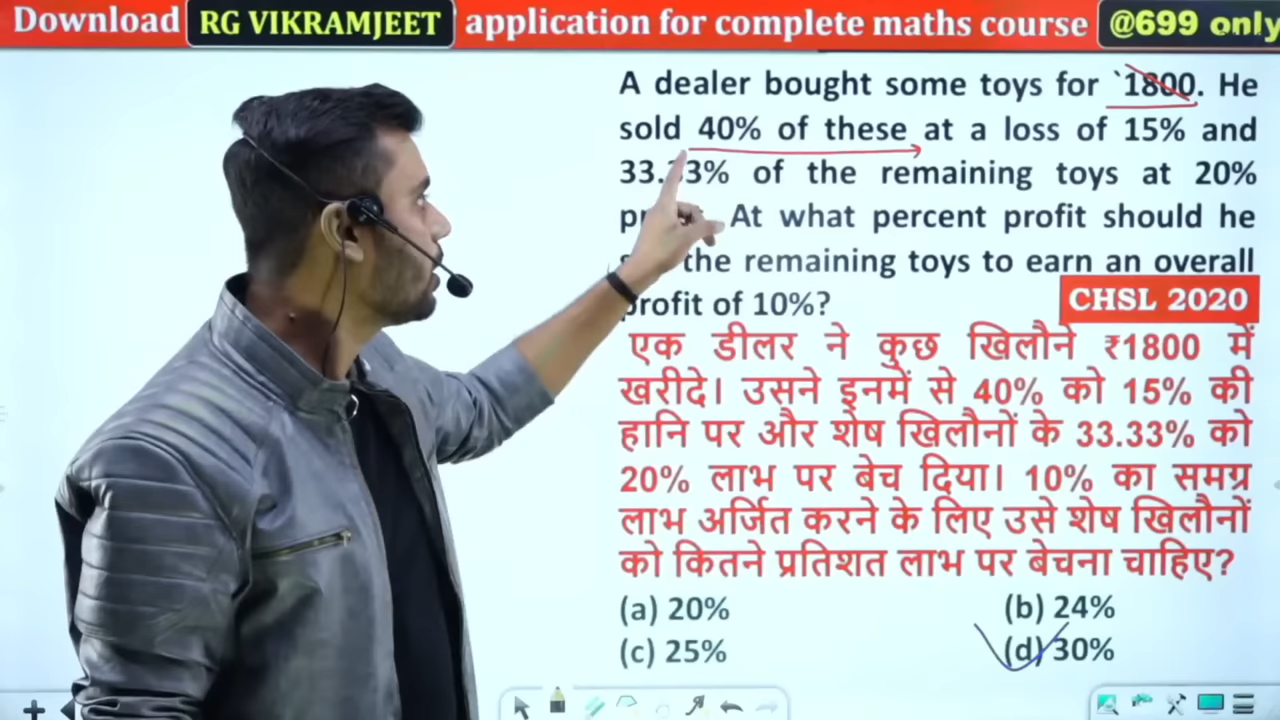 Download RG VIKRAMJEET application for complete maths course @699 only
A dealer bought some toys for `1800. He
sold 40% of these at a loss of 15% and
33.33% of the remaining toys at 20%
At what percent profit should he
the remaining toys to earn an overall
profit of 10%?
CHSL 2020
एक डीलर ने कुछ खिलौने ₹1800 में
खरीदे। उसने इनमें से 40% को 15% की
हानि पर और शेष खिलौनों के 33.33% को
20% लाभ पर बेच दिया। 10% का समग्र
लाभ अर्जित करने के लिए उसे शेष खिलौनों
को कितने प्रतिशत लाभ पर बेचना चाहिए?
(a) 20%
(b) 24%
(c) 25%
(d) 30%